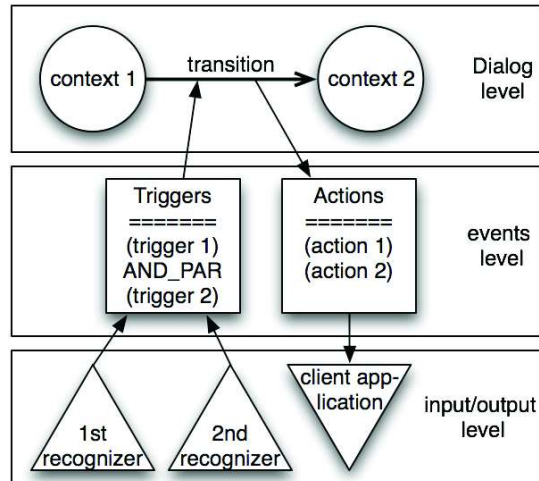 context 1
transition
context 2
Dialog
level
Triggers
=======
(trigger 1)
AND_PAR
(trigger 2)
Actions
=======
(action 1)
(action 2)
events
level
1st
recognizer
2nd
recognizer
client app-
lication
input/output
level